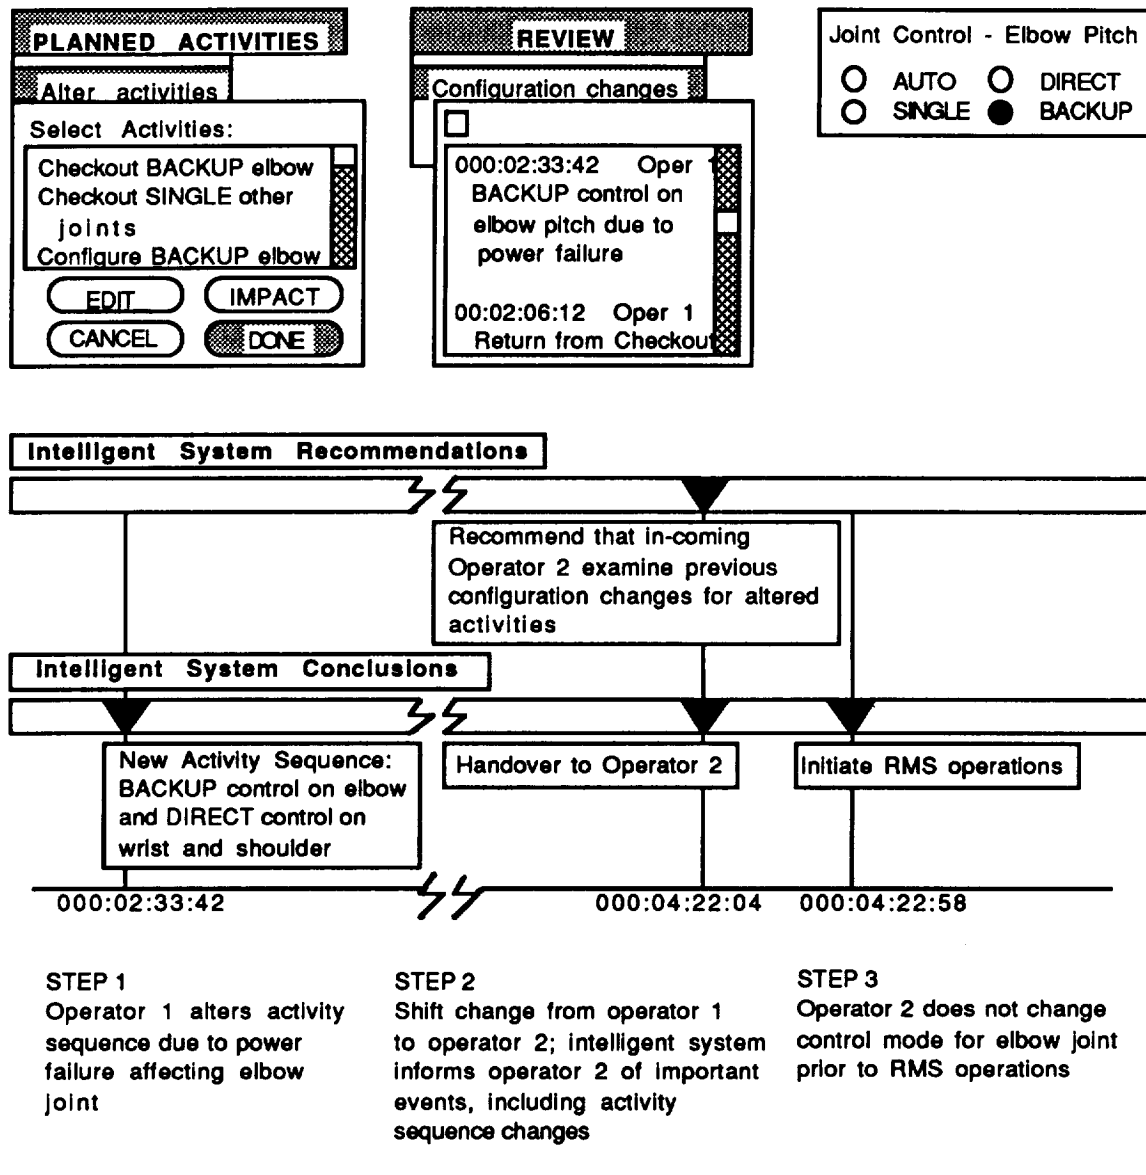 PLANNED ACTIVITIES
Alter activities
Select Activities:
Checkout BACKUP elbow
Checkout SINGLE other
joints
Configure BACKUP elbow
EDIT
IMPACT
CANCEL
DONE
REVIEW
Configuration changes
000:02:33:42 Oper 1
BACKUP control on
elbow pitch due to
power failure
00:02:06:12 Oper 1
Return from Checkout
Joint Control - Elbow Pitch
AUTO DIRECT
SINGLE BACKUP
Intelligent System Recommendations
Recommend that in-coming
Operator 2 examine previous
configuration changes for altered
activities
Intelligent System Conclusions
New Activity Sequence:
BACKUP control on elbow
and DIRECT control on
wrist and shoulder
Handover to Operator 2
Initiate RMS operations
000:02:33:42
000:04:22:04
000:04:22:58
STEP 1
Operator 1 alters activity
sequence due to power
failure affecting elbow
joint
STEP 2
Shift change from operator 1
to operator 2; intelligent system
informs operator 2 of important
events, including activity
sequence changes
STEP 3
Operator 2 does not change
control mode for elbow joint
prior to RMS operations